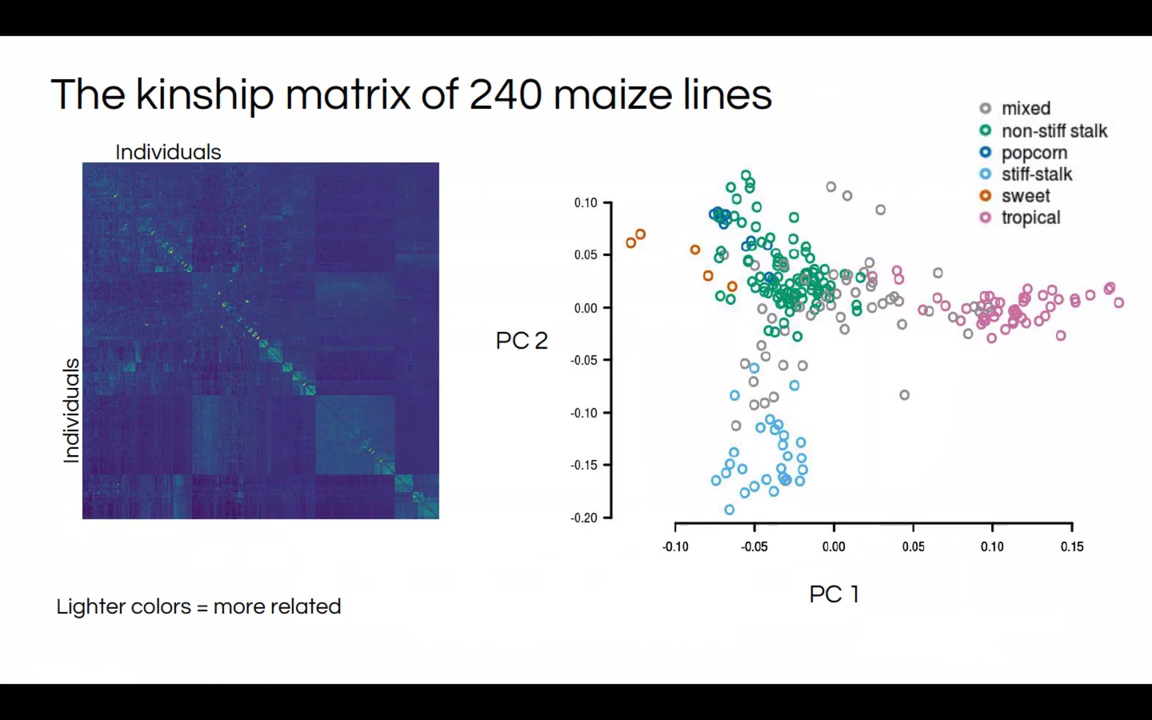 The kinship matrix of 240 maize lines
Individuals
Individuals
Lighter colors = more related
mixed
non-stiff stalk
popcorn
stiff-stalk
sweet
tropical
PC 2
0.10
0.05
0.00
-0.05
-0.10
-0.15
-0.20
-0.10 -0.05 0.00 0.05 0.10 0.15
PC 1